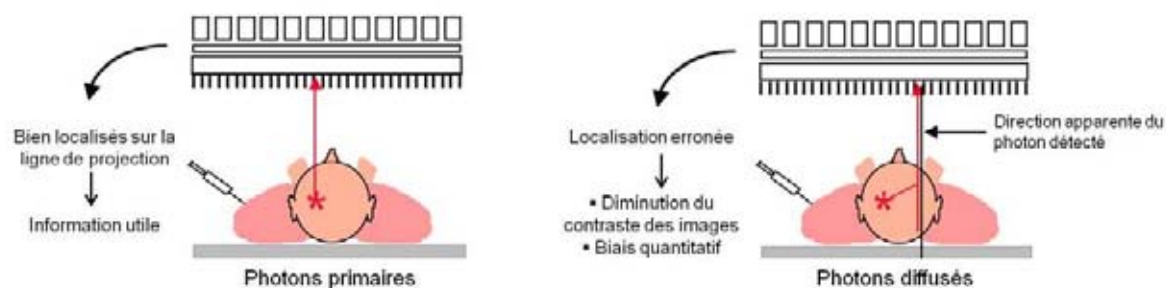 Bien localisés sur la
ligne de projection
Information utile
Photons primaires
Localisation erronée
▪ Diminution du
contraste des images
▪ Biais quantitatif
Direction apparente du
photon détecté
Photons diffusés